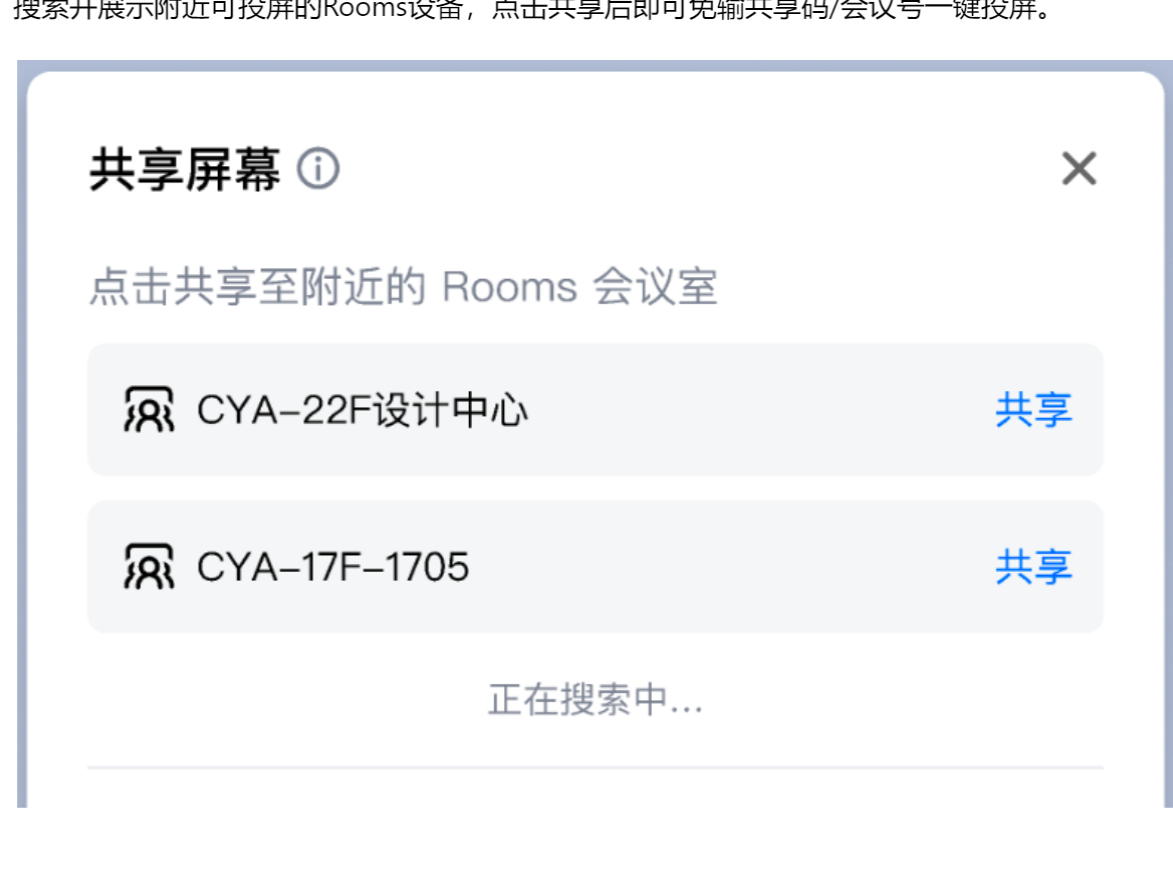 搜索并展示附近可投屏的Rooms设备，点击共享后即可免输共享码/会议号一键投屏。
共享屏幕
点击共享至附近的 Rooms 会议室
CYA-22F设计中心 共享
CYA-17F-1705 共享
正在搜索中...